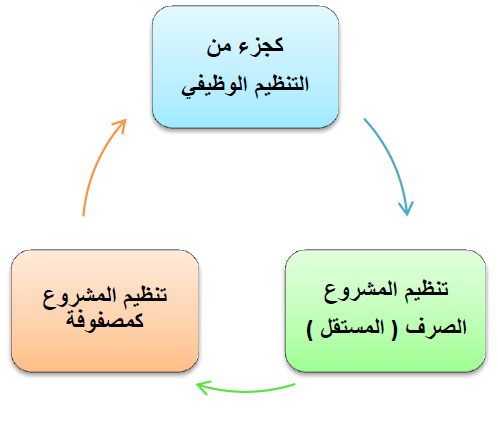 كجزء من
التنظيم الوظيفي
تنظيم المشروع
الصرف ( المستقل )
تنظيم المشروع
كمصفوفة